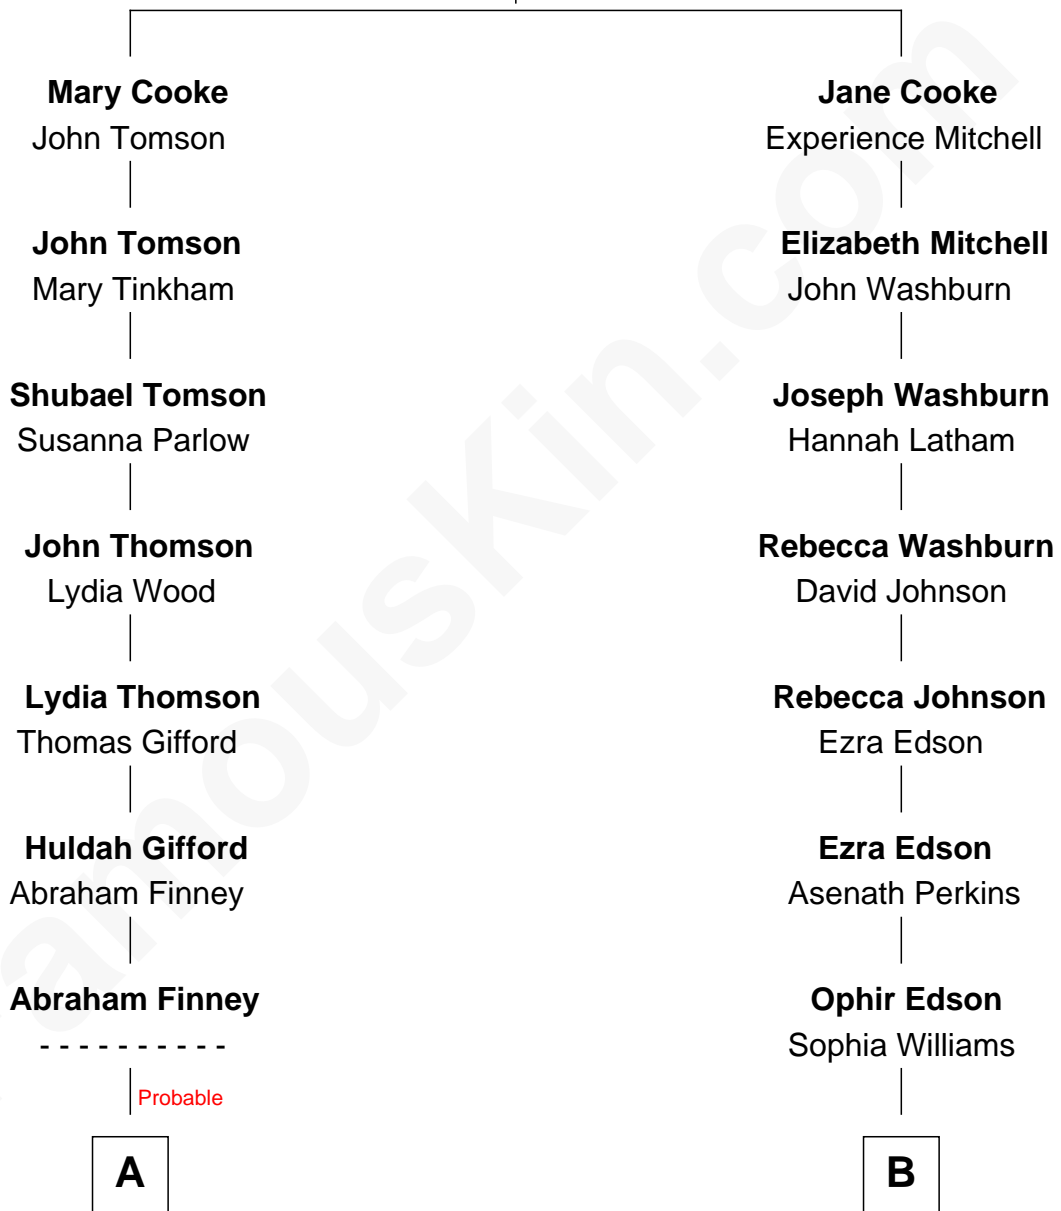 Mary Cooke
John Tomson
Jane Cooke
Experience Mitchell
John Tomson
Mary Tinkham
Elizabeth Mitchell
John Washburn
Shubael Tomson
Susanna Parlow
Joseph Washburn
Hannah Latham
John Thomson
Lydia Wood
Rebecca Washburn
David Johnson
Lydia Thomson
Thomas Gifford
Rebecca Johnson
Ezra Edson
Huldah Gifford
Abraham Finney
Ezra Edson
Asenath Perkins
Abraham Finney
- - - - - - - - - -
Ophir Edson
Sophia Williams
Probable
A
B
amousKin.com